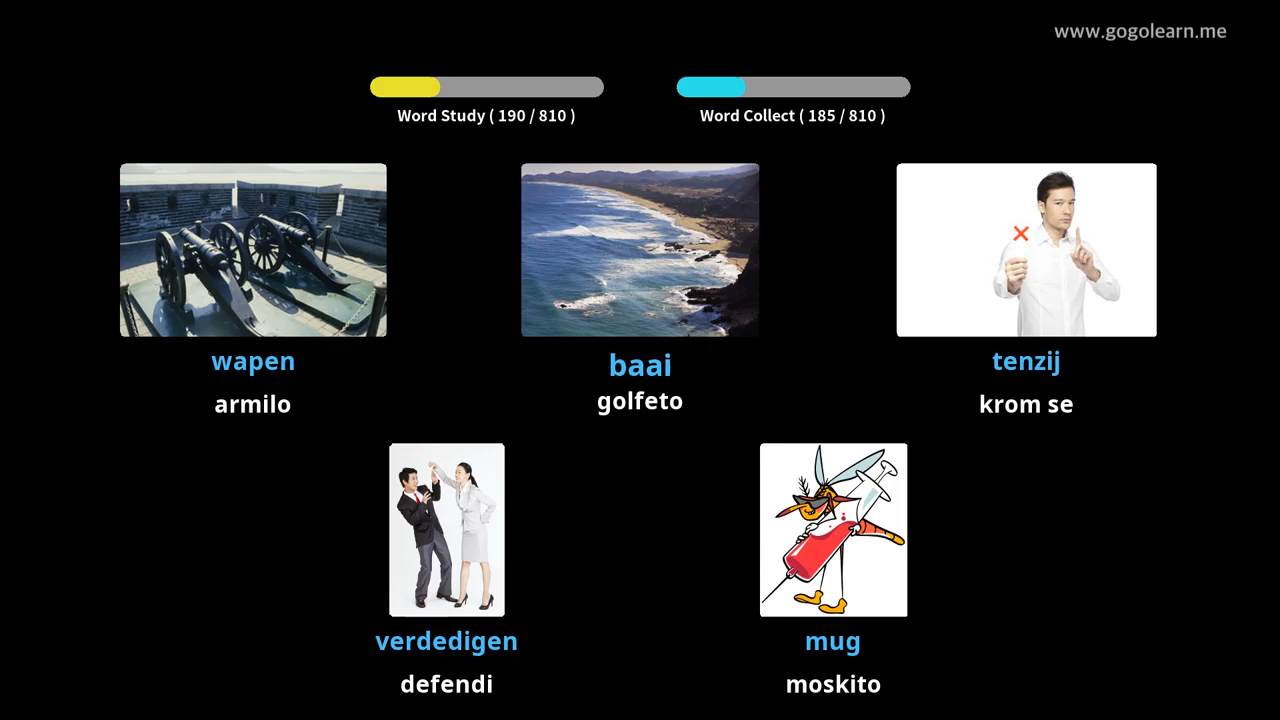 www.gogolearn.me
Word Study ( 190 / 810 )
Word Collect ( 185 / 810 )
wapen
armilo
baai
golfeto
tenzij
krom se
verdedigen
defendi
mug
moskito